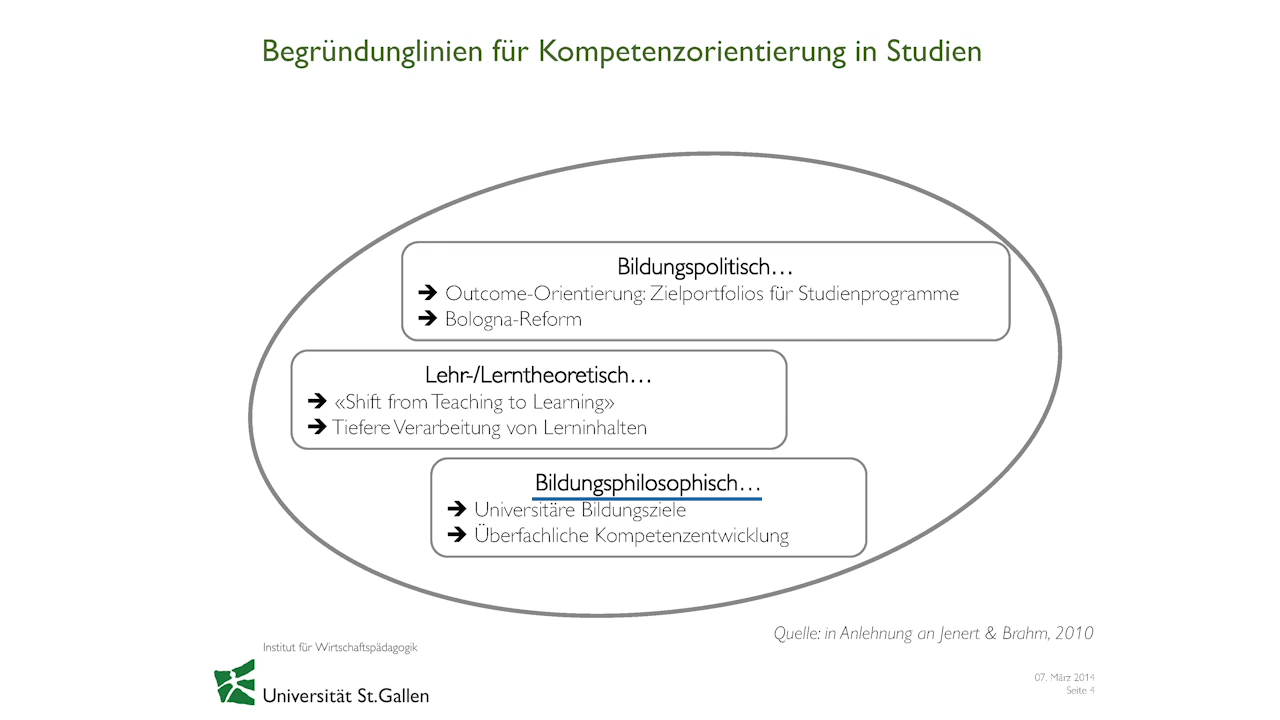 Begründunglinien für Kompetenzorientierung in Studien
Bildungspolitisch…
➔ Outcome-Orientierung: Zielportfolios für Studienprogramme
➔ Bologna-Reform
Lehr-/Lerntheoretisch…
➔ «Shift from Teaching to Learning»
➔ Tiefere Verarbeitung von Lerninhalten
Bildungsphilosophisch…
➔ Universitäre Bildungsziele
➔ Überfachliche Kompetenzentwicklung
Quelle: in Anlehnung an Jenert & Brahm, 2010
Institut für Wirtschaftspädagogik
Universität St.Gallen
07. März 2014
Seite 4